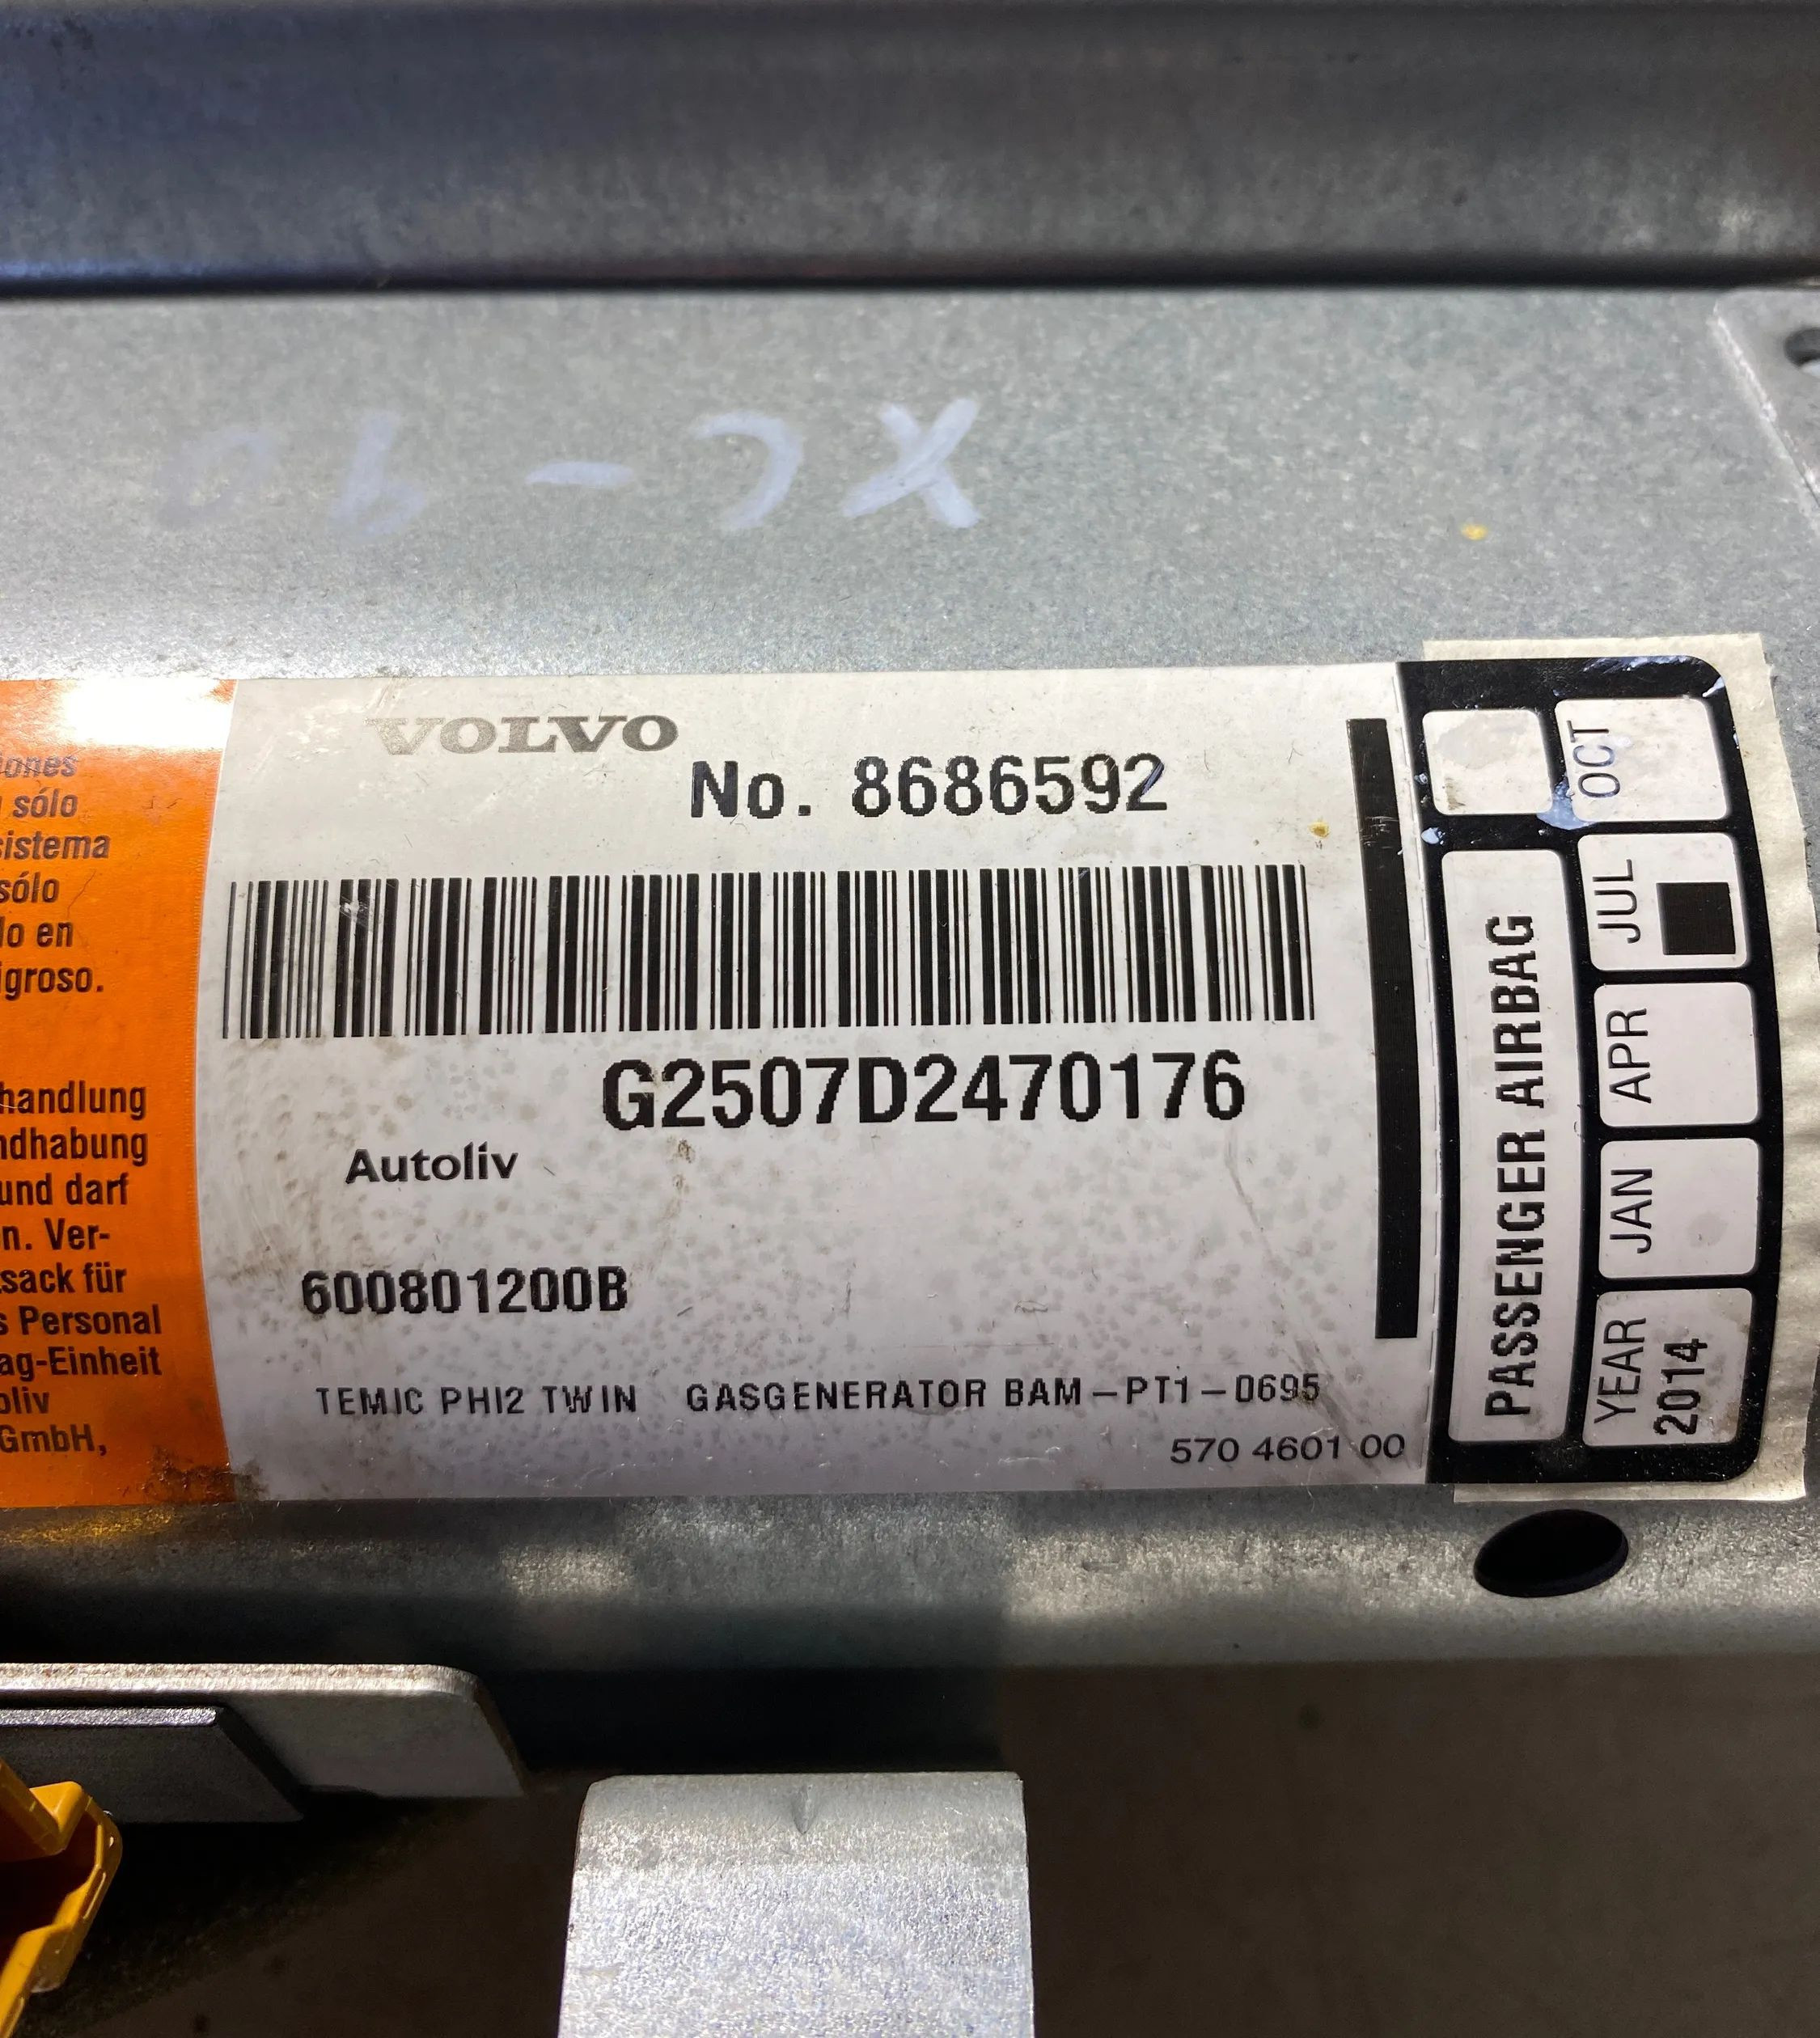 XC-90
iones
sólo
sistema
sólo
lo en
igroso.
handlung
ndhabung
und darf
n. Ver-
sack für
s Personal
ag-Einheit
oliv
GmbH,
VOLVO
No. 8686592
G2507D2470176
Autoliv
600801200B
TEMIC PHI2 TWIN GASGENERATOR BAM-PT1-0695
570 4601 00
PASSENGER AIRBAG
YEAR JAN APR JUL OCT
2014